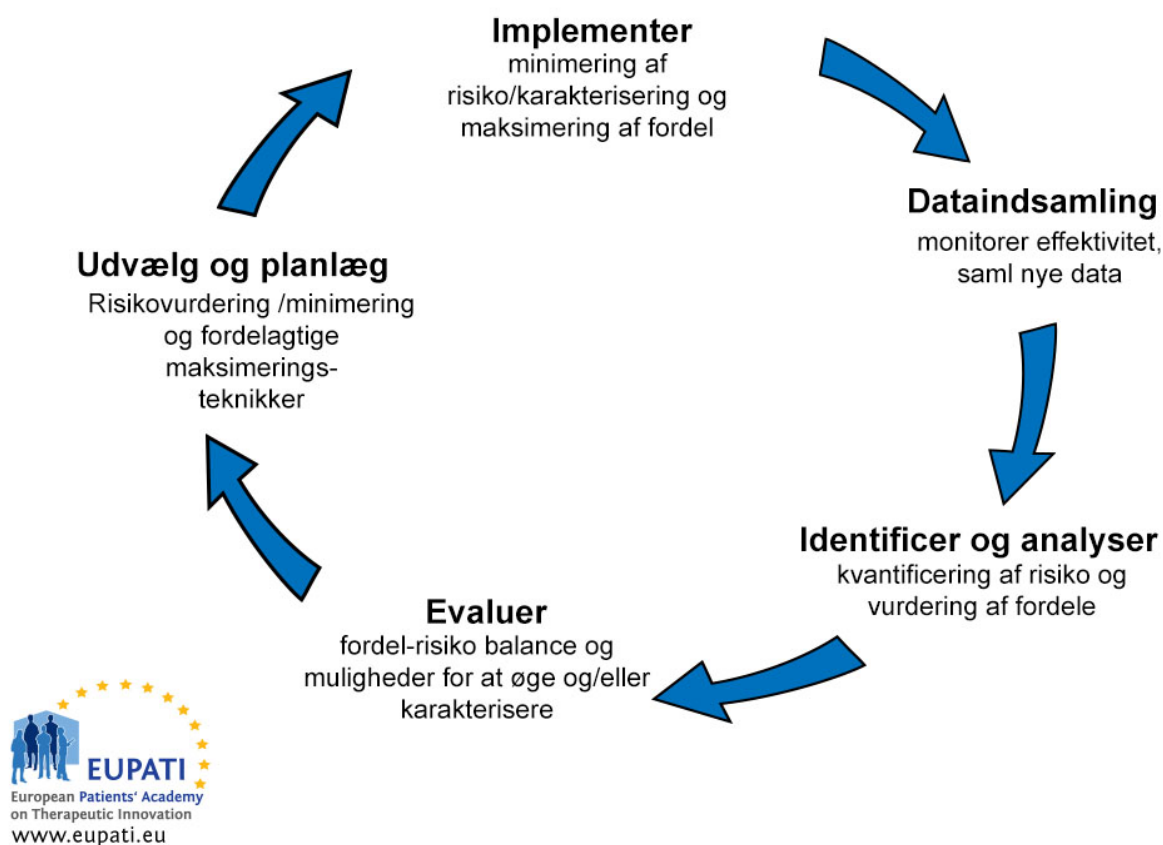 Implementer
minimering af
risiko/karakterisering og
maksimering af fordel
Dataindsamling
monitorer effektivitet,
saml nye data
Identificer og analyser
kvantificering af risiko og
vurdering af fordele
Evaluer
fordel-risiko balance og
muligheder for at øge og/eller
karakterisere
Udvælg og planlæg
Risikovurdering /minimering
og fordelagtige
maksimerings-
teknikker
EUPATI
European Patients' Academy
on Therapeutic Innovation
www.eupati.eu